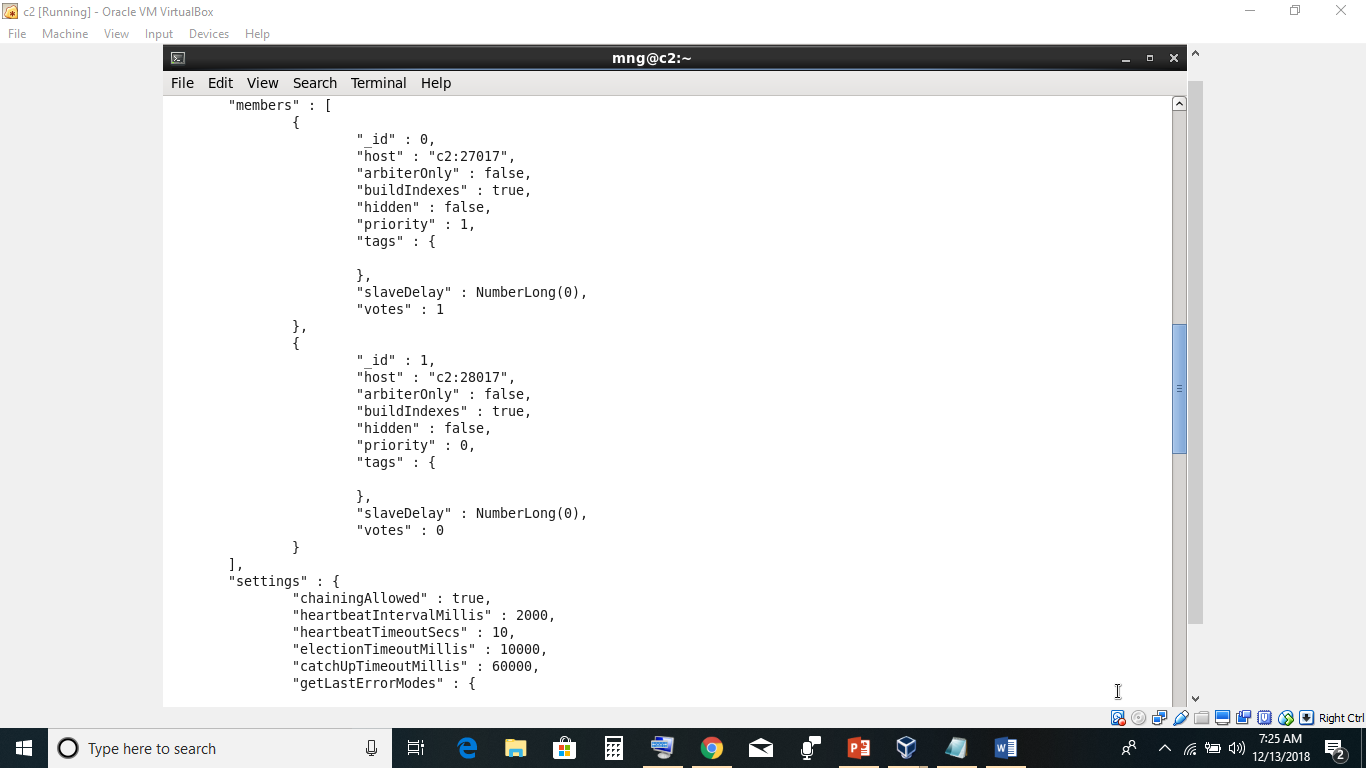 c2 [Running] - Oracle VM VirtualBox
File Machine View Input Devices Help
mng@c2:~
File Edit View Search Terminal Help
"members" : [
{
"_id" : 0,
"host" : "c2:27017",
"arbiterOnly" : false,
"buildIndexes" : true,
"hidden" : false,
"priority" : 1,
"tags" : {
},
"slaveDelay" : NumberLong(0),
"votes" : 1
},
{
"_id" : 1,
"host" : "c2:28017",
"arbiterOnly" : false,
"buildIndexes" : true,
"hidden" : false,
"priority" : 0,
"tags" : {
},
"slaveDelay" : NumberLong(0),
"votes" : 0
}
],
"settings" : {
"chainingAllowed" : true,
"heartbeatIntervalMillis" : 2000,
"heartbeatTimeoutSecs" : 10,
"electionTimeoutMillis" : 10000,
"catchUpTimeoutMillis" : 60000,
"getLastErrorModes" : {
Right Ctrl
Type here to search
7:25 AM
12/13/2018
2